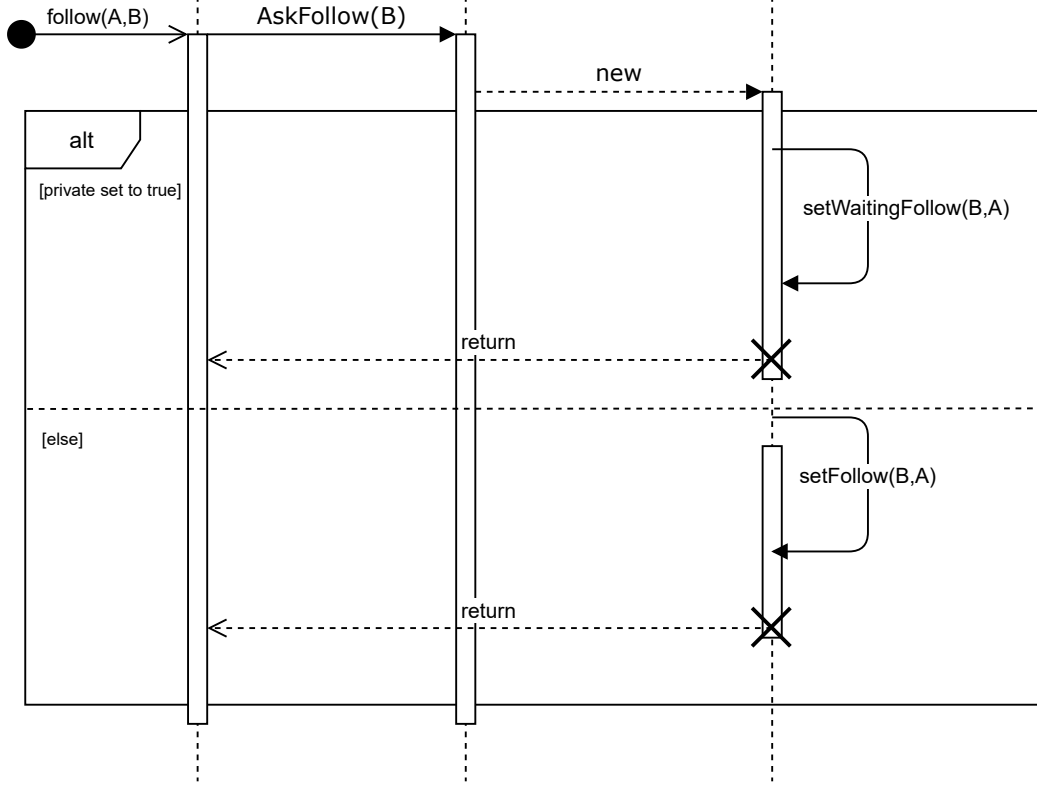 follow(A,B)
AskFollow(B)
new
alt
[private set to true]
setWaitingFollow(B,A)
return
[else]
setFollow(B,A)
return